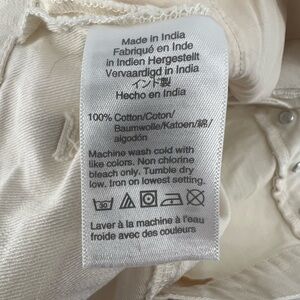 Made in India
Fabriqué en Inde
in Indien Hergestellt
Vervaardigd in India
インド製
Hecho en India
100% Cotton/Coton/
Baumwolle/Katoen/綿/
algodón
Machine wash cold with
like colors. Non chlorine
bleach only. Tumble dry
low. Iron on lowest setting.
30
Laver à la machine à l'eau
froide avec des couleurs